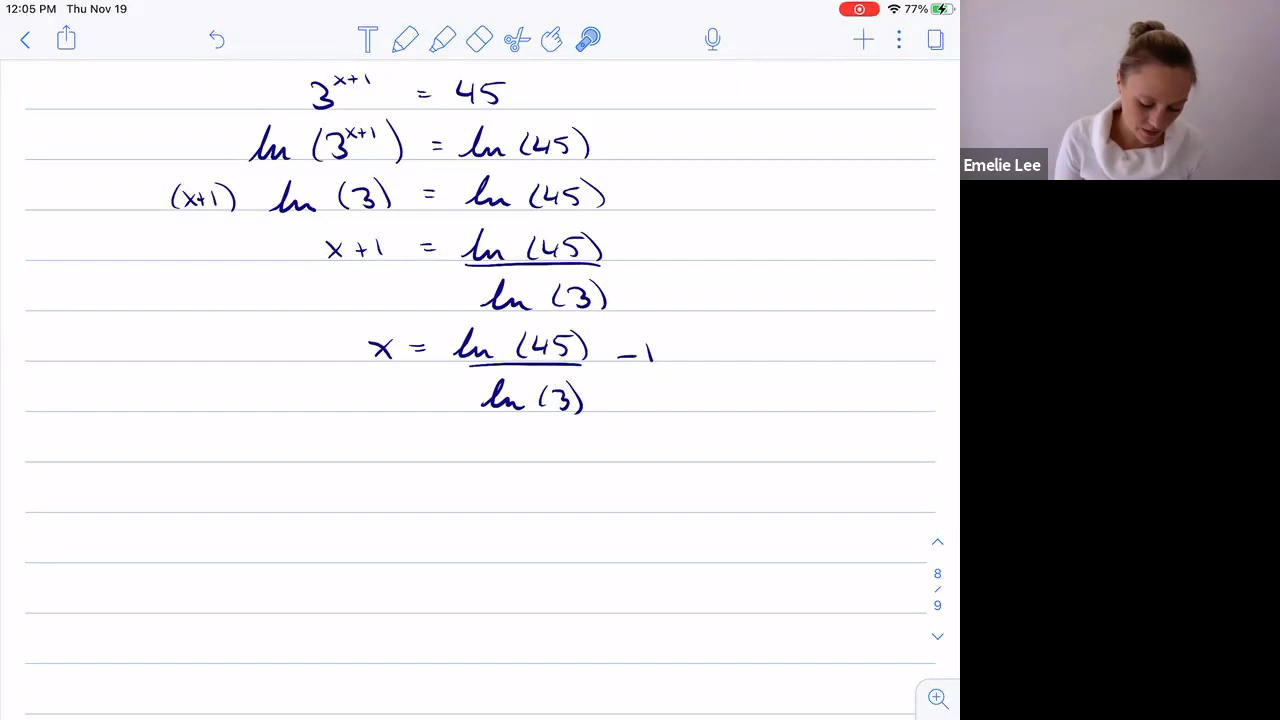 12:05 PM Thu Nov 19 77%
T
3^{x+1} = 45
ln (3^{x+1}) = ln (45)
(x+1) ln (3) = ln (45)
x+1 = ln (45)
ln (3)
x = ln (45) -1
ln (3)
Emelie Lee
8
/
9